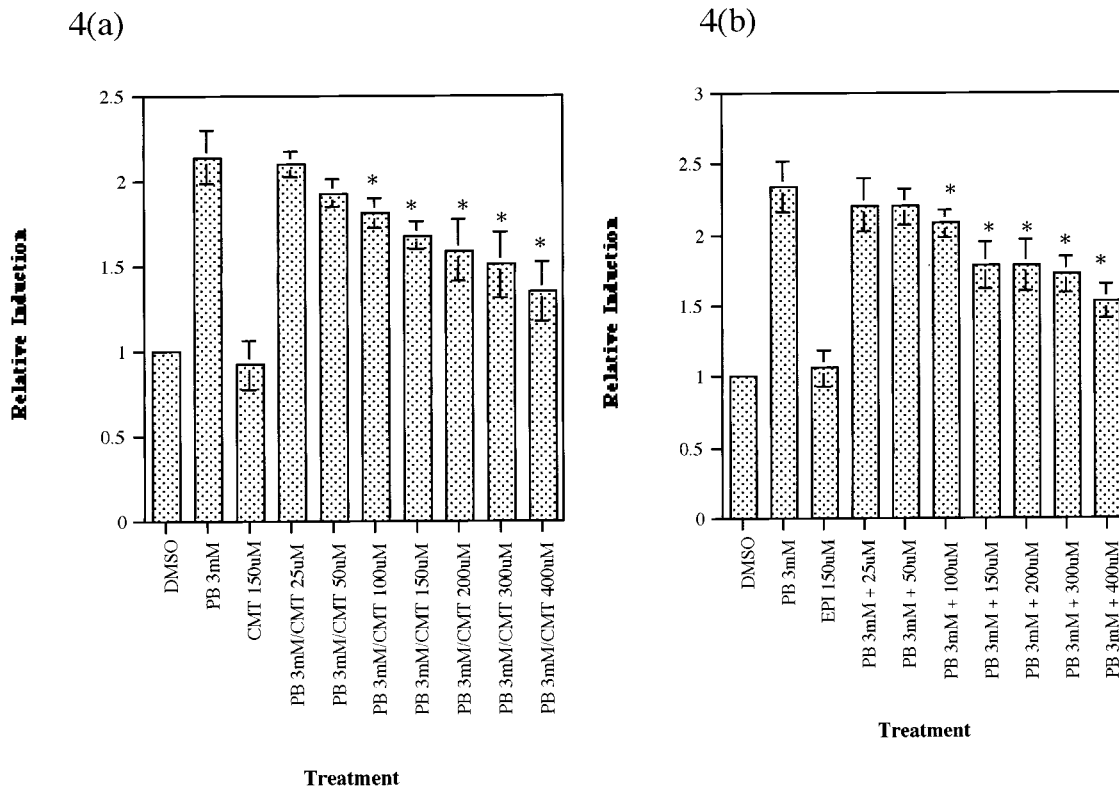 4(a)
2.5
2
1.5
1
0.5
0
Relative Induction
* * * * *
DMSO
PB 3mM
CMT 150uM
PB 3mM/CMT 25uM
PB 3mM/CMT 50uM
PB 3mM/CMT 100uM
PB 3mM/CMT 150uM
PB 3mM/CMT 200uM
PB 3mM/CMT 300uM
PB 3mM/CMT 400uM
Treatment
4(b)
3
2.5
2
1.5
1
0.5
0
Relative Induction
* * * * *
DMSO
PB 3mM
EPI 150uM
PB 3mM + 25uM
PB 3mM + 50uM
PB 3mM + 100uM
PB 3mM + 150uM
PB 3mM + 200uM
PB 3mM + 300uM
PB 3mM + 400uM
Treatment